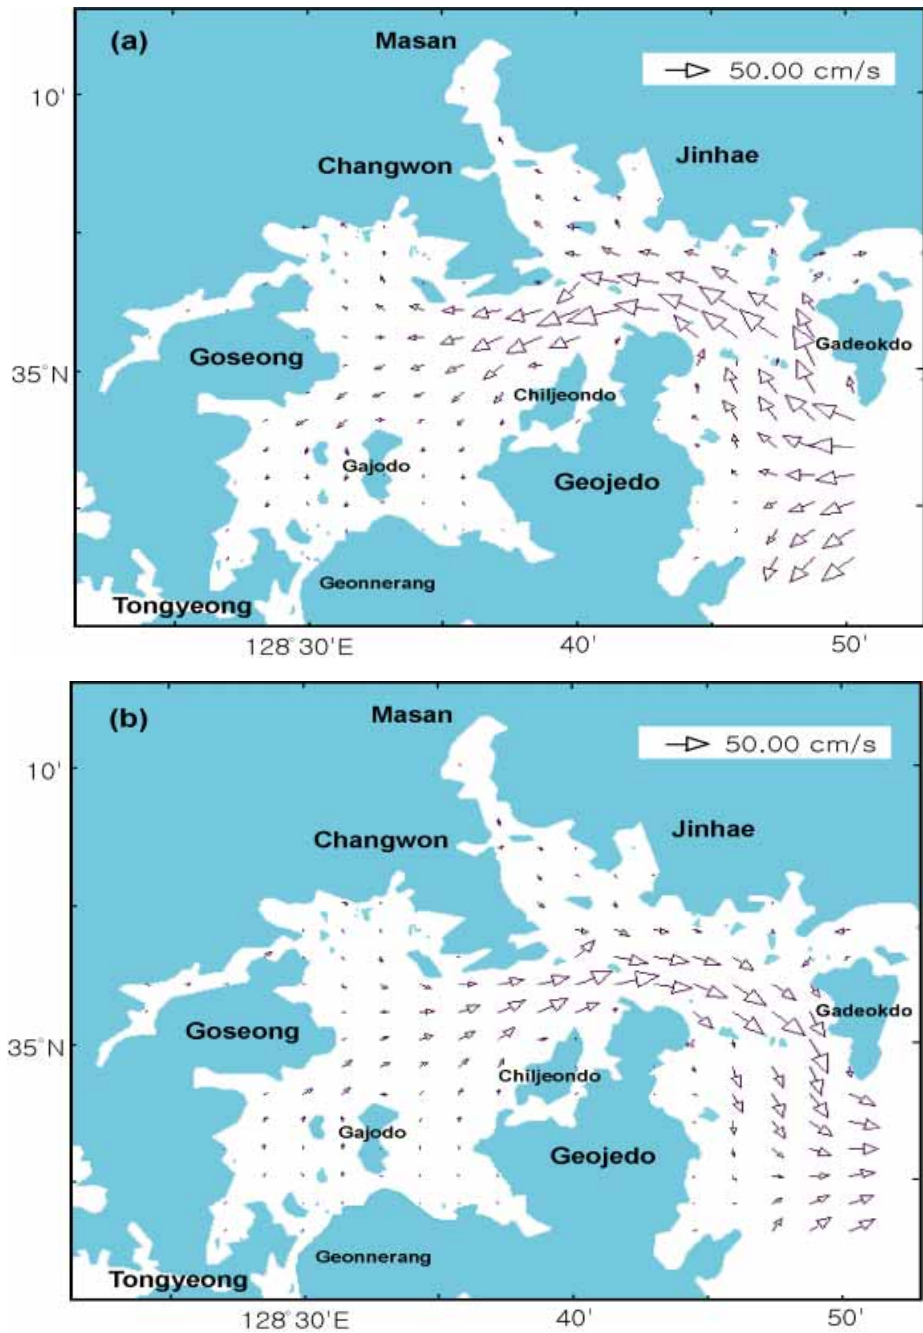 (a)
Masan
50.00 cm/s
10'
Changwon
Jinhae
Goseong
Gadeokdo
35°N
Chiljeondo
Gajodo
Geojedo
Geonnerang
Tongyeong
128°30'E
40'
50'
(b)
Masan
50.00 cm/s
10'
Changwon
Jinhae
Goseong
Gadeokdo
35°N
Chiljeondo
Gajodo
Geojedo
Geonnerang
Tongyeong
128°30'E
40'
50'